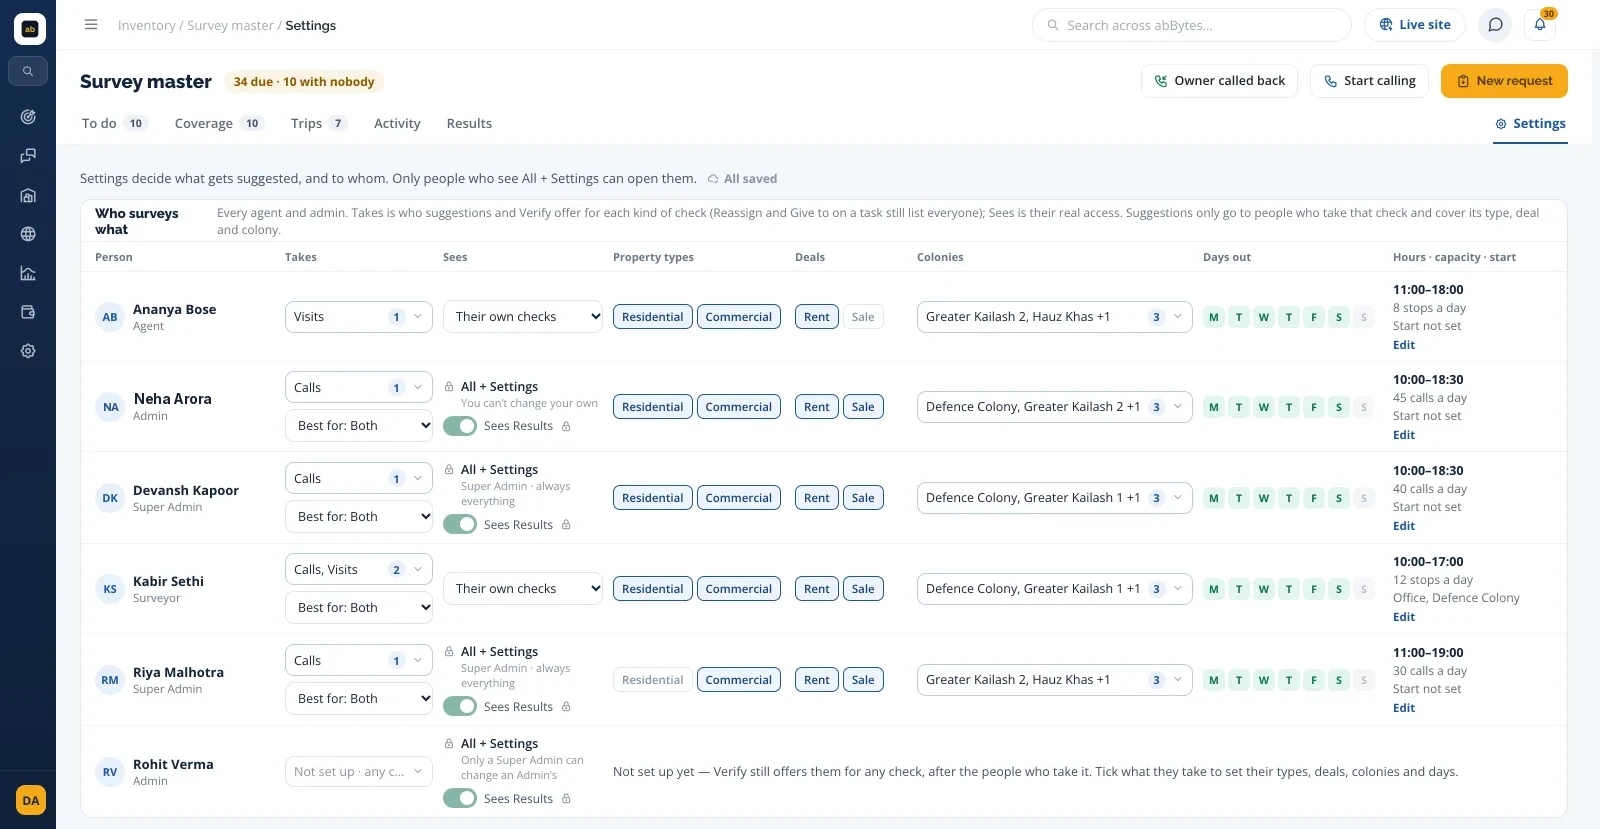 ab
Inventory / Survey master / Settings
Search across abBytes...
Live site
30
Survey master
34 due · 10 with nobody
Owner called back
Start calling
New request
To do 10
Coverage 10
Trips 7
Activity
Results
Settings
Settings decide what gets suggested, and to whom. Only people who see All + Settings can open them.
All saved
Who surveys what
Every agent and admin. Takes is who suggestions and Verify offer for each kind of check (Reassign and Give to on a task still list everyone); Sees is their real access. Suggestions only go to people who take that check and cover its type, deal
and colony.
Person Takes Sees Property types Deals Colonies Days out Hours · capacity · start
AB
Ananya Bose
Agent
Visits 1
Their own checks
Residential Commercial
Rent Sale
Greater Kailash 2, Hauz Khas +1 3
M T W T F S S
11:00–18:00
8 stops a day
Start not set
Edit
NA
Neha Arora
Admin
Calls 1
Best for: Both
All + Settings
You can't change your own
Sees Results
Residential Commercial
Rent Sale
Defence Colony, Greater Kailash 2 +1 3
M T W T F S S
10:00–18:30
45 calls a day
Start not set
Edit
DK
Devansh Kapoor
Super Admin
Calls 1
Best for: Both
All + Settings
Super Admin · always
everything
Sees Results
Residential Commercial
Rent Sale
Defence Colony, Greater Kailash 1 +1 3
M T W T F S S
10:00–18:30
40 calls a day
Start not set
Edit
KS
Kabir Sethi
Surveyor
Calls, Visits 2
Best for: Both
Their own checks
Residential Commercial
Rent Sale
Defence Colony, Greater Kailash 1 +1 3
M T W T F S S
10:00–17:00
12 stops a day
Office, Defence Colony
Edit
RM
Riya Malhotra
Super Admin
Calls 1
Best for: Both
All + Settings
Super Admin · always
everything
Sees Results
Residential Commercial
Rent Sale
Greater Kailash 2, Hauz Khas +1 3
M T W T F S S
11:00–19:00
30 calls a day
Start not set
Edit
RV
Rohit Verma
Admin
Not set up · any c...
All + Settings
Only a Super Admin can
change an Admin's
Sees Results
Not set up yet — Verify still offers them for any check, after the people who take it. Tick what they take to set their types, deals, colonies and days.
DA